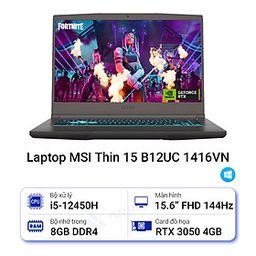 FORTNITE
GEFORCE
RTX
Laptop MSI Thin 15 B12UC 1416VN
Bộ xử lý
i5-12450H
Màn hình
15.6" FHD 144Hz
Bộ nhớ trong
8GB DDR4
Card đồ họa
RTX 3050 4GB